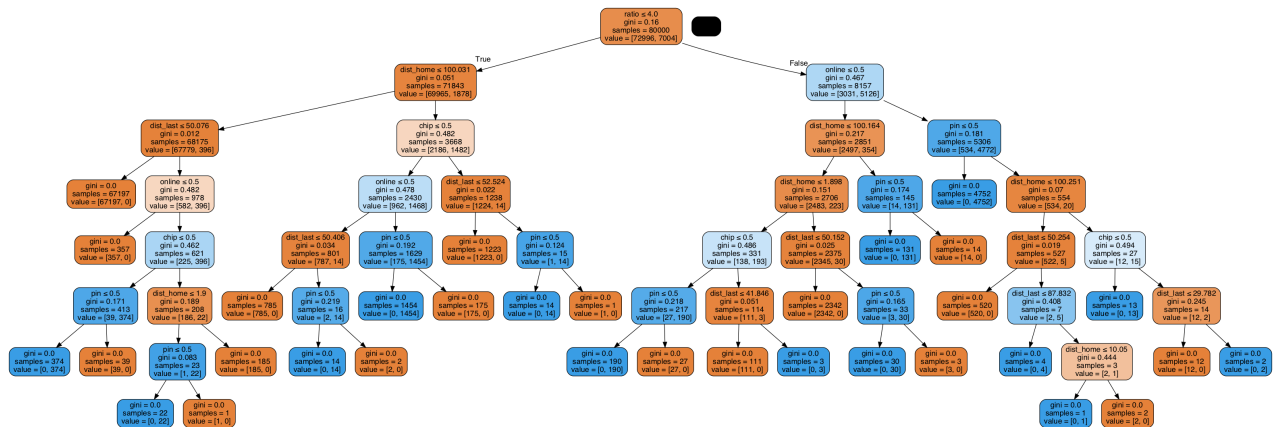 ratio ≤ 4.0
gini = 0.16
samples = 80000
value = [72996, 7004]
True
False
dist_home ≤ 100.031
gini = 0.051
samples = 71843
value = [69965, 1878]
online ≤ 0.5
gini = 0.467
samples = 8157
value = [3031, 5126]
dist_last ≤ 50.076
gini = 0.012
samples = 68175
value = [67779, 396]
chip ≤ 0.5
gini = 0.482
samples = 3668
value = [2186, 1482]
dist_home ≤ 100.164
gini = 0.217
samples = 2851
value = [2497, 354]
pin ≤ 0.5
gini = 0.181
samples = 5306
value = [534, 4772]
gini = 0.0
samples = 67197
value = [67197, 0]
online ≤ 0.5
gini = 0.482
samples = 978
value = [582, 396]
online ≤ 0.5
gini = 0.478
samples = 2430
value = [962, 1468]
dist_last ≤ 52.524
gini = 0.022
samples = 1238
value = [1224, 14]
dist_home ≤ 1.898
gini = 0.151
samples = 2706
value = [2483, 223]
pin ≤ 0.5
gini = 0.174
samples = 145
value = [14, 131]
gini = 0.0
samples = 4752
value = [0, 4752]
dist_home ≤ 100.251
gini = 0.07
samples = 554
value = [534, 20]
gini = 0.0
samples = 357
value = [357, 0]
chip ≤ 0.5
gini = 0.462
samples = 621
value = [225, 396]
dist_last ≤ 50.406
gini = 0.034
samples = 801
value = [787, 14]
pin ≤ 0.5
gini = 0.192
samples = 1629
value = [175, 1454]
gini = 0.0
samples = 1223
value = [1223, 0]
pin ≤ 0.5
gini = 0.124
samples = 15
value = [1, 14]
chip ≤ 0.5
gini = 0.486
samples = 331
value = [138, 193]
dist_last ≤ 50.152
gini = 0.025
samples = 2375
value = [2345, 30]
gini = 0.0
samples = 131
value = [0, 131]
gini = 0.0
samples = 14
value = [14, 0]
dist_last ≤ 50.254
gini = 0.019
samples = 527
value = [522, 5]
chip ≤ 0.5
gini = 0.494
samples = 27
value = [12, 15]
pin ≤ 0.5
gini = 0.171
samples = 413
value = [39, 374]
dist_home ≤ 1.9
gini = 0.189
samples = 208
value = [186, 22]
gini = 0.0
samples = 785
value = [785, 0]
pin ≤ 0.5
gini = 0.219
samples = 16
value = [2, 14]
gini = 0.0
samples = 1454
value = [0, 1454]
gini = 0.0
samples = 175
value = [175, 0]
gini = 0.0
samples = 14
value = [0, 14]
gini = 0.0
samples = 1
value = [1, 0]
pin ≤ 0.5
gini = 0.218
samples = 217
value = [27, 190]
dist_last ≤ 41.846
gini = 0.051
samples = 114
value = [111, 3]
gini = 0.0
samples = 2342
value = [2342, 0]
pin ≤ 0.5
gini = 0.165
samples = 33
value = [3, 30]
gini = 0.0
samples = 520
value = [520, 0]
dist_last ≤ 87.832
gini = 0.408
samples = 7
value = [2, 5]
gini = 0.0
samples = 13
value = [0, 13]
dist_last ≤ 29.782
gini = 0.245
samples = 14
value = [12, 2]
gini = 0.0
samples = 374
value = [0, 374]
gini = 0.0
samples = 39
value = [39, 0]
pin ≤ 0.5
gini = 0.083
samples = 23
value = [1, 22]
gini = 0.0
samples = 185
value = [185, 0]
gini = 0.0
samples = 14
value = [0, 14]
gini = 0.0
samples = 2
value = [2, 0]
gini = 0.0
samples = 190
value = [0, 190]
gini = 0.0
samples = 27
value = [27, 0]
gini = 0.0
samples = 111
value = [111, 0]
gini = 0.0
samples = 3
value = [0, 3]
gini = 0.0
samples = 30
value = [0, 30]
gini = 0.0
samples = 3
value = [3, 0]
gini = 0.0
samples = 4
value = [0, 4]
dist_home ≤ 10.05
gini = 0.444
samples = 3
value = [2, 1]
gini = 0.0
samples = 12
value = [12, 0]
gini = 0.0
samples = 2
value = [0, 2]
gini = 0.0
samples = 22
value = [0, 22]
gini = 0.0
samples = 1
value = [1, 0]
gini = 0.0
samples = 1
value = [0, 1]
gini = 0.0
samples = 2
value = [2, 0]